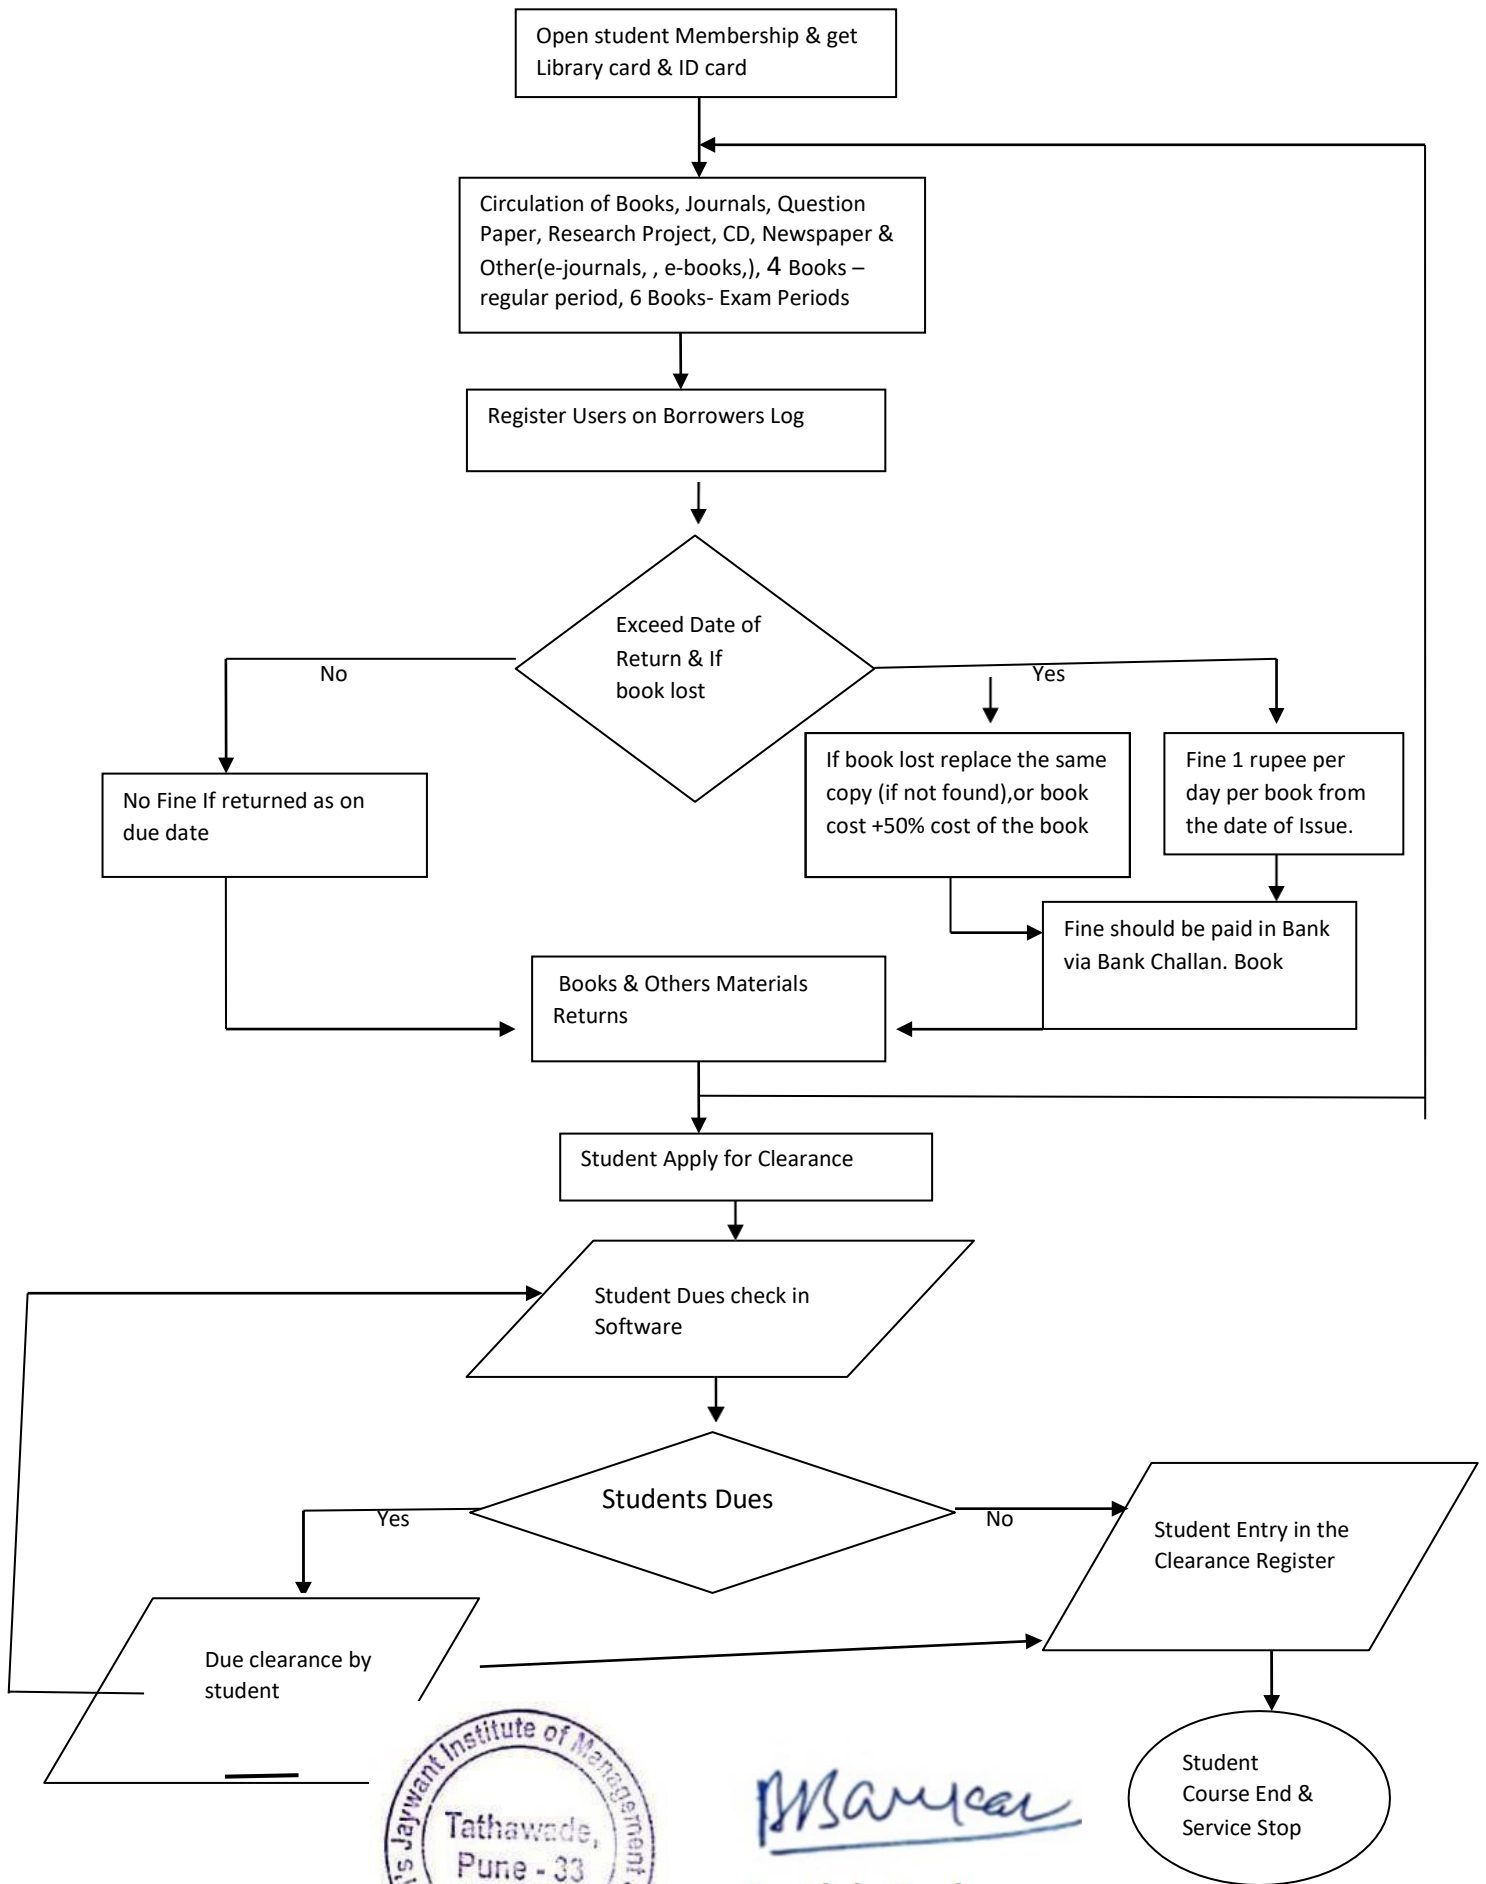 Open student Membership & get
Library card & ID card
Circulation of Books, Journals, Question
Paper, Research Project, CD, Newspaper &
Other(e-journals, , e-books,), 4 Books –
regular period, 6 Books- Exam Periods
Register Users on Borrowers Log
Exceed Date of
Return & If
book lost
No
Yes
If book lost replace the same
copy (if not found),or book
cost +50% cost of the book
Fine 1 rupee per
day per book from
the date of Issue.
No Fine If returned as on
due date
Fine should be paid in Bank
via Bank Challan. Book
Books & Others Materials
Returns
Student Apply for Clearance
Student Dues check in
Software
Students Dues
Yes
No
Student Entry in the
Clearance Register
Due clearance by
student
Student
Course End &
Service Stop
's Jaywant Institute of Management
Tathawade,
Pune - 33